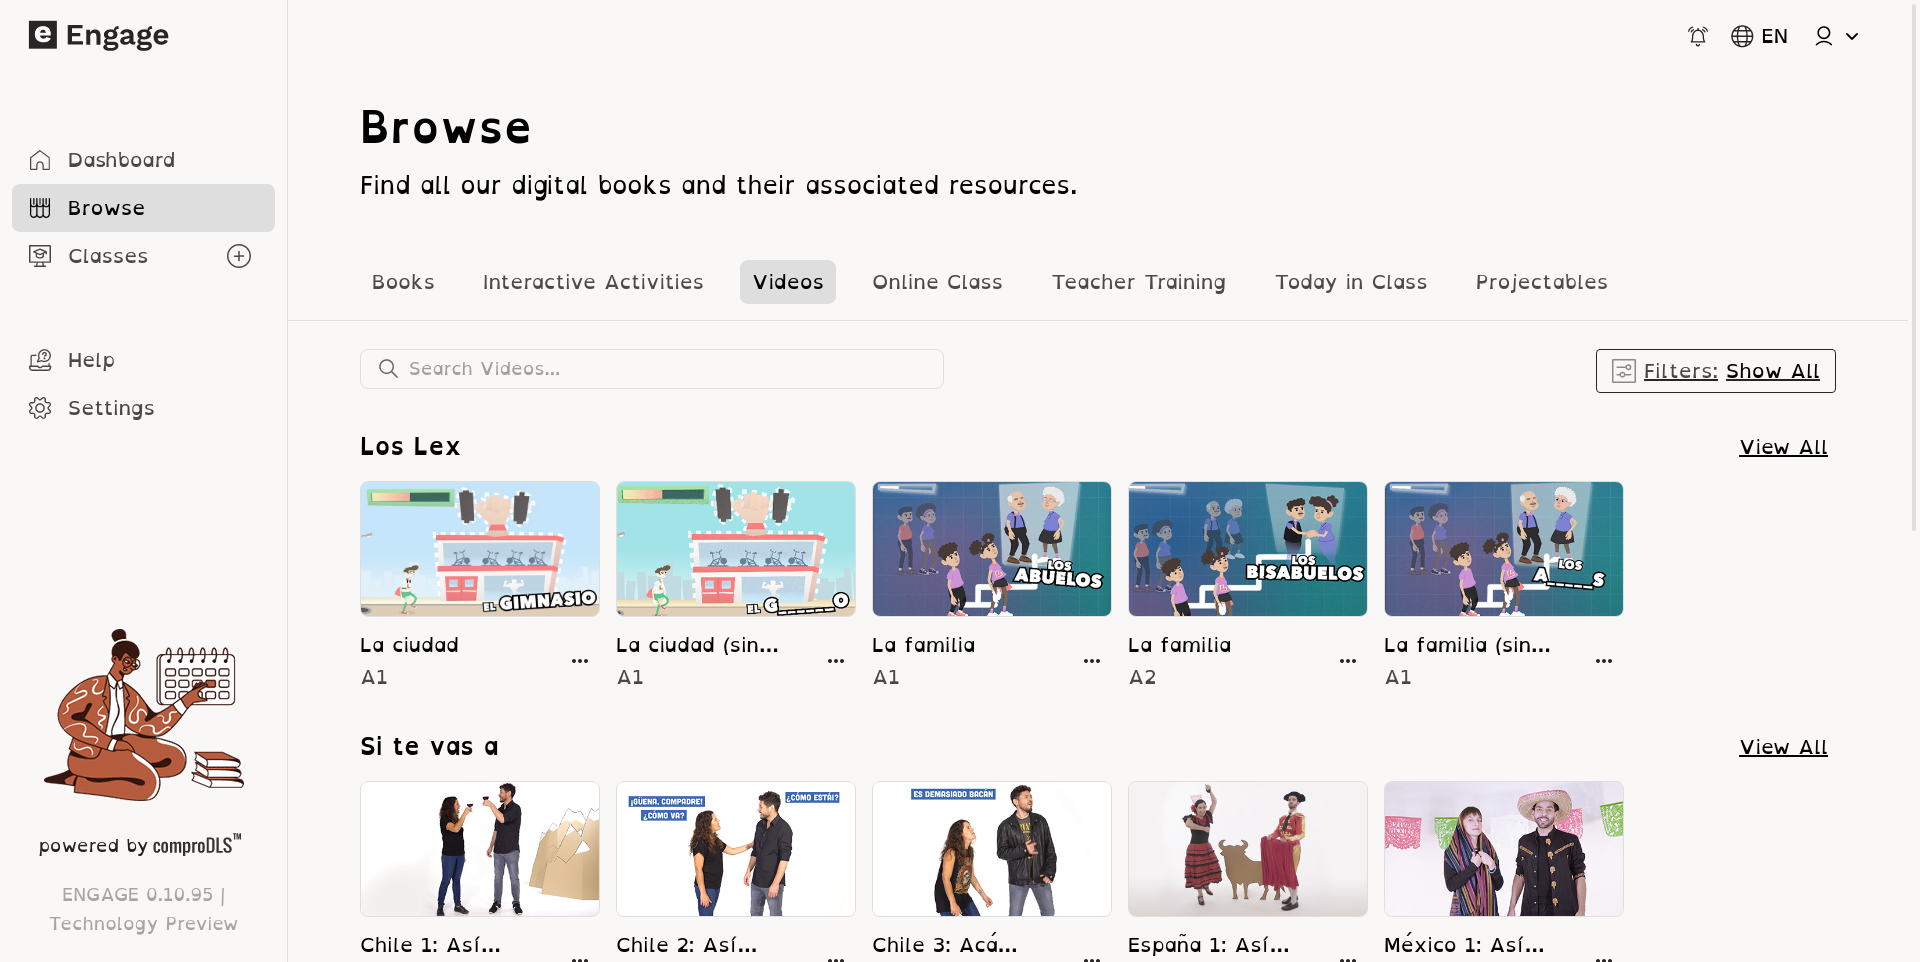 e Engage
EN
Dashboard
Browse
Classes
Help
Settings
powered by comproDLS™
ENGAGE 0.10.95 |
Technology Preview
Browse
Find all our digital books and their associated resources.
Books
Interactive Activities
Videos
Online Class
Teacher Training
Today in Class
Projectables
Search Videos...
Filters: Show All
Los Lex
View All
EL GIMNASIO
EL G_____O
LOS
ABUELOS
LOS
BISABUELOS
LOS
A_____S
La ciudad
A1
La ciudad (sin...
A1
La familia
A1
La familia
A2
La familia (sin...
A1
Si te vas a
View All
¡GÜENA, COMPADRE!
¿CÓMO VA?
¿CÓMO ESTÁI?
ES DEMASIADO BACÁN
Chile 1: Así...
Chile 2: Así...
Chile 3: Acá...
España 1: Así...
México 1: Así...